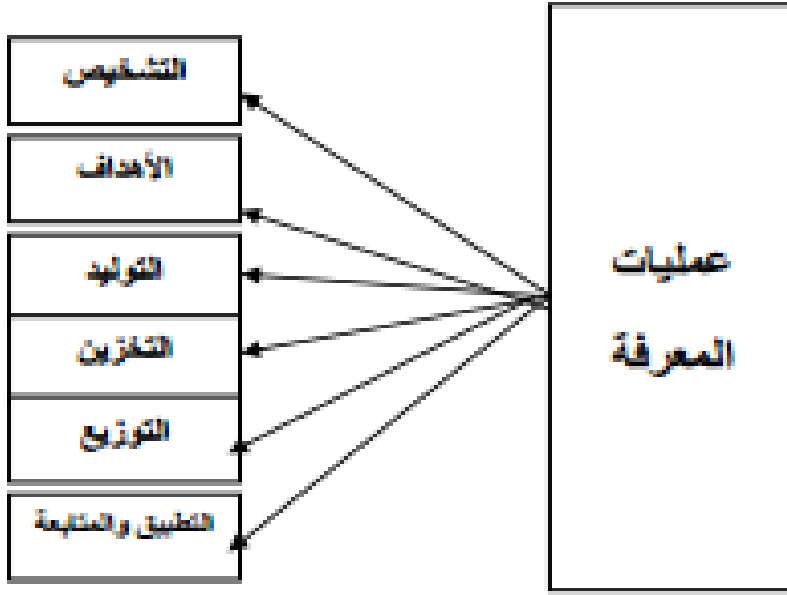 عمليات
المعرفة
التشخيص
الأهداف
التوليد
التخزين
التوزيع
التطبيق والمتابعة